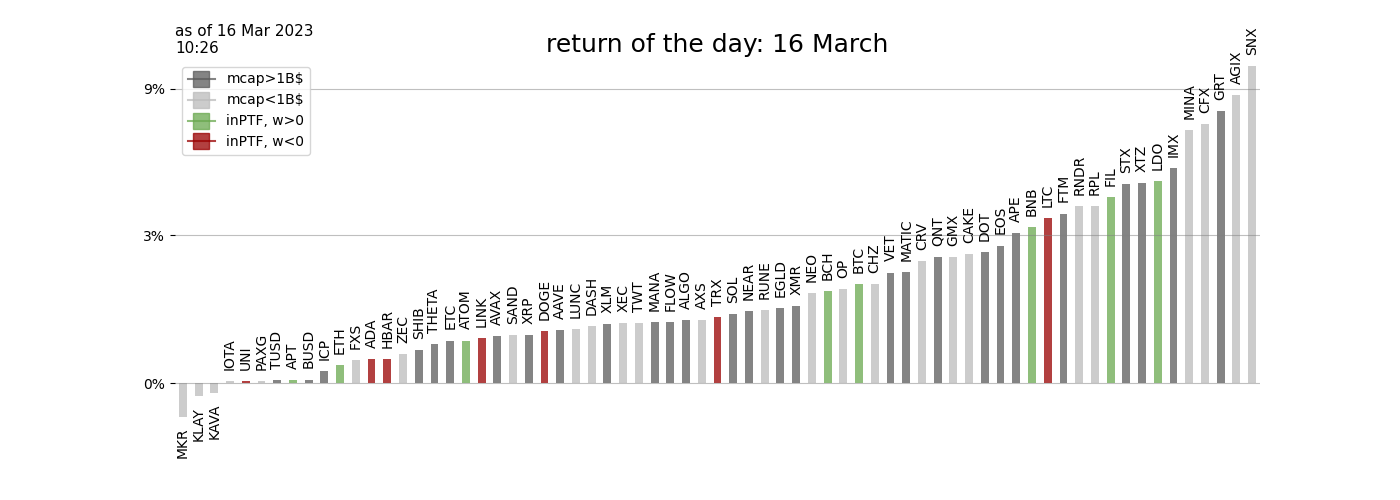 as of 16 Mar 2023
10:26
return of the day: 16 March
mcap>1B$
mcap<1B$
inPTF, w>0
inPTF, w<0
9%
3%
0%
MKR
KLAY
KAVA
IOTA
UNI
PAXG
TUSD
APT
BUSD
ICP
ETH
FXS
ADA
HBAR
ZEC
SHIB
THETA
ETC
ATOM
LINK
AVAX
SAND
XRP
DOGE
AAVE
LUNC
DASH
XLM
XEC
TWT
MANA
FLOW
ALGO
AXS
TRX
SOL
NEAR
RUNE
EGLD
XMR
NEO
BCH
OP
BTC
CHZ
VET
MATIC
CRV
QNT
GMX
CAKE
DOT
EOS
APE
BNB
LTC
FTM
RNDR
RPL
FIL
STX
XTZ
LDO
IMX
MINA
CFX
GRT
AGIX
SNX